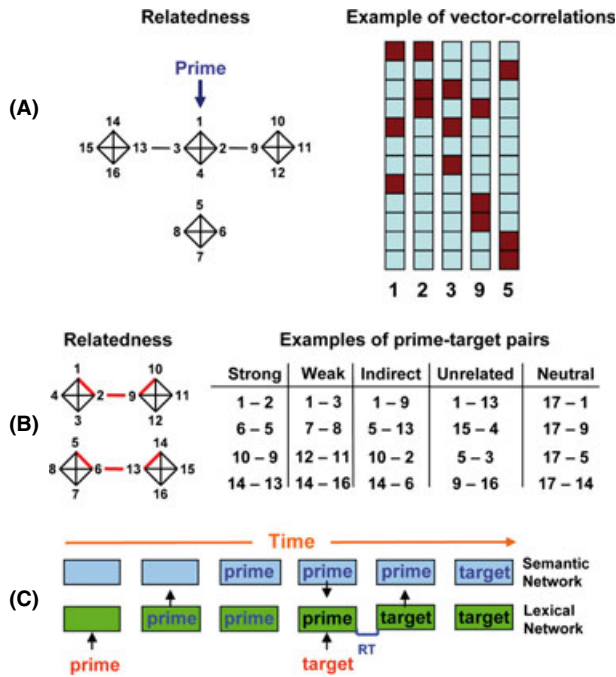 Relatedness
Example of vector-correlations
Prime
(A)
1
14
10
15
13
3
2
9
11
16
4
12
5
8
6
7
1 2 3 9 5
Relatedness
Examples of prime-target pairs
(B)
1
10
4
2
9
11
3
12
5
14
8
6
13
15
7
16
Strong Weak Indirect Unrelated Neutral
1 – 2 1 – 3 1 – 9 1 – 13 17 – 1
6 – 5 7 – 8 5 – 13 15 – 4 17 – 9
10 – 9 12 – 11 10 – 2 5 – 3 17 – 5
14 – 13 14 – 16 14 – 6 9 – 16 17 – 14
(C)
Time
prime prime prime target
Semantic
Network
prime prime prime target target
Lexical
Network
RT
prime
target